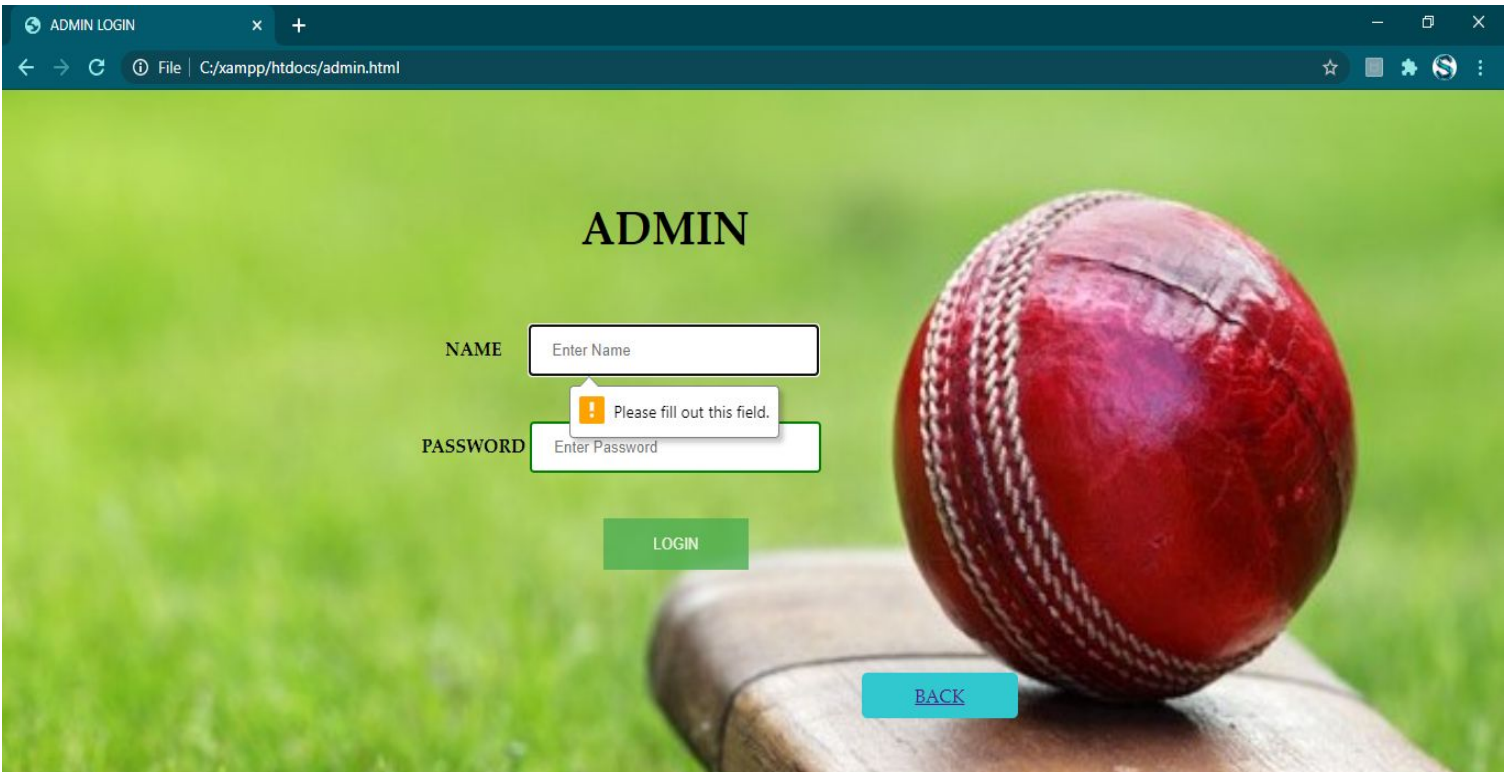 ADMIN LOGIN
File | C:/xampp/htdocs/admin.html
ADMIN
NAME Enter Name
Please fill out this field.
PASSWORD Enter Password
LOGIN
BACK